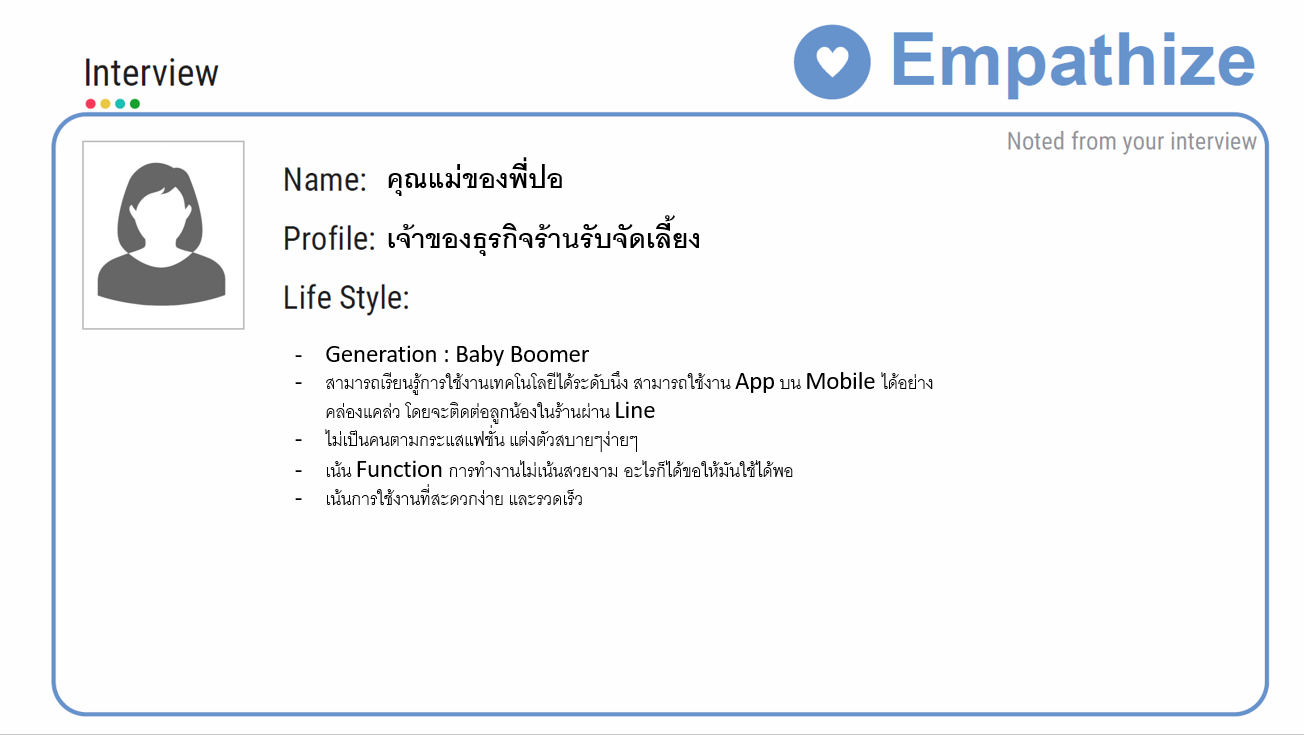 Interview
Empathize
Noted from your interview
Name: คุณแม่ของพี่ปอ
Profile: เจ้าของธุรกิจร้านรับจัดเลี้ยง
Life Style:
- Generation : Baby Boomer
- สามารถเรียนรู้การใช้งานเทคโนโลยีได้ระดับนึง สามารถใช้งาน App บน Mobile ได้อย่าง
คล่องแคล่ว โดยจะติดต่อลูกน้องในร้านผ่าน Line
- ไม่เป็นคนตามกระแสแฟชั่น แต่งตัวสบายๆง่ายๆ
- เน้น Function การทำงานไม่เน้นสวยงาม อะไรก็ได้ขอให้มันใช้ได้พอ
- เน้นการใช้งานที่สะดวกง่าย และรวดเร็ว